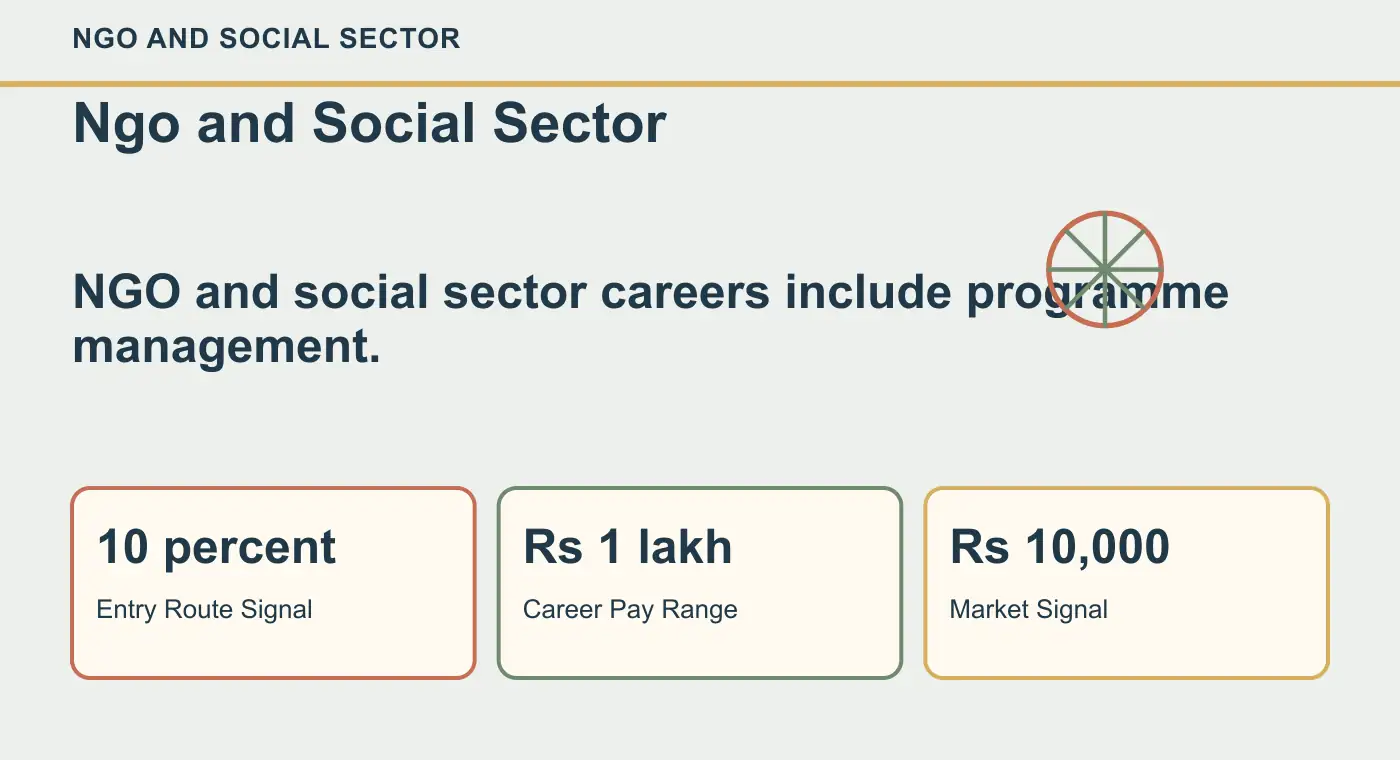 NGO AND SOCIAL SECTOR
Ngo and Social Sector
NGO and social sector careers include programme
management.
10 percent
Entry Route Signal
Rs 1 lakh
Career Pay Range
Rs 10,000
Market Signal